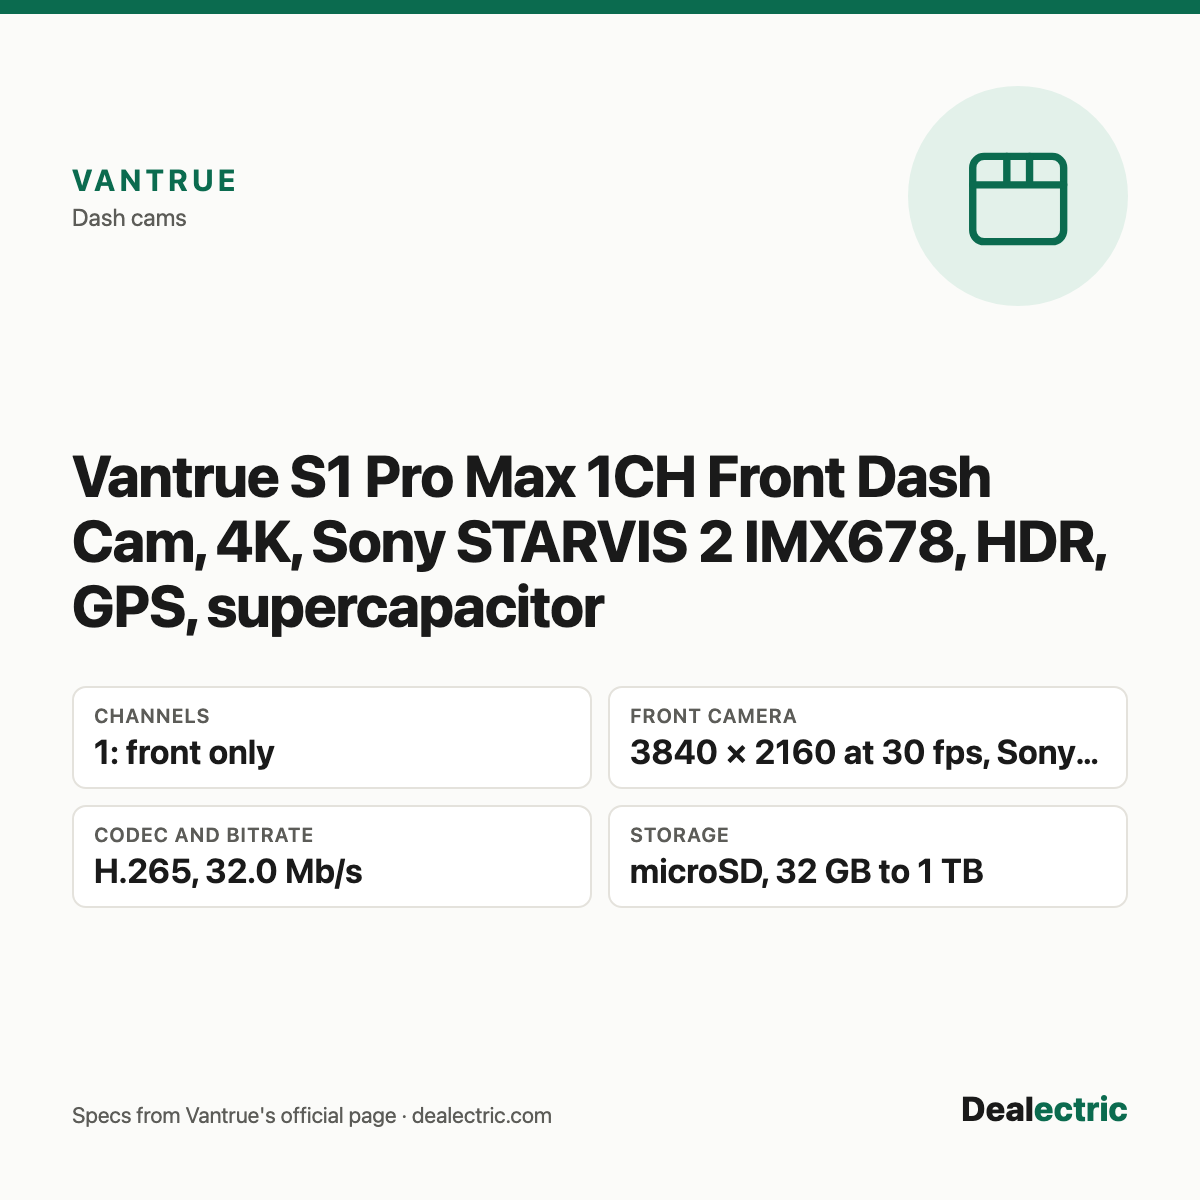 VANTRUE
Dash cams
Vantrue S1 Pro Max 1CH Front Dash
Cam, 4K, Sony STARVIS 2 IMX678, HDR,
GPS, supercapacitor
CHANNELS
1: front only
FRONT CAMERA
3840 × 2160 at 30 fps, Sony…
CODEC AND BITRATE
H.265, 32.0 Mb/s
STORAGE
microSD, 32 GB to 1 TB
Specs from Vantrue's official page · dealectric.com
Dealectric